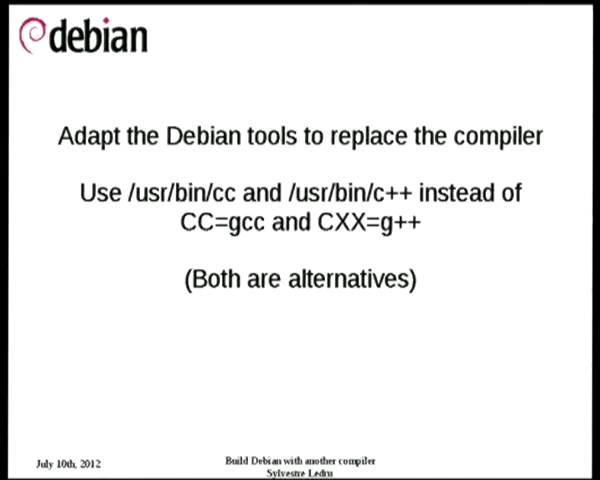 debian
Adapt the Debian tools to replace the compiler
Use /usr/bin/cc and /usr/bin/c++ instead of
CC=gcc and CXX=g++
(Both are alternatives)
July 10th, 2012
Build Debian with another compiler
Sylvestre Ledru